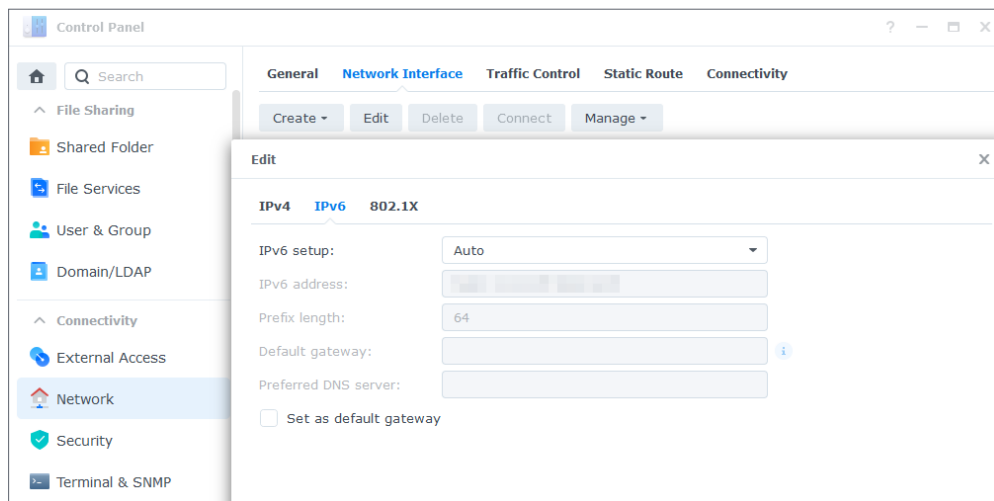 Control Panel
Search
General Network Interface Traffic Control Static Route Connectivity
File Sharing
Create Edit Delete Connect Manage
Shared Folder
File Services
User & Group
Domain/LDAP
Connectivity
External Access
Network
Security
Terminal & SNMP
Edit
IPv4 IPv6 802.1X
IPv6 setup: Auto
IPv6 address:
Prefix length: 64
Default gateway:
Preferred DNS server:
Set as default gateway